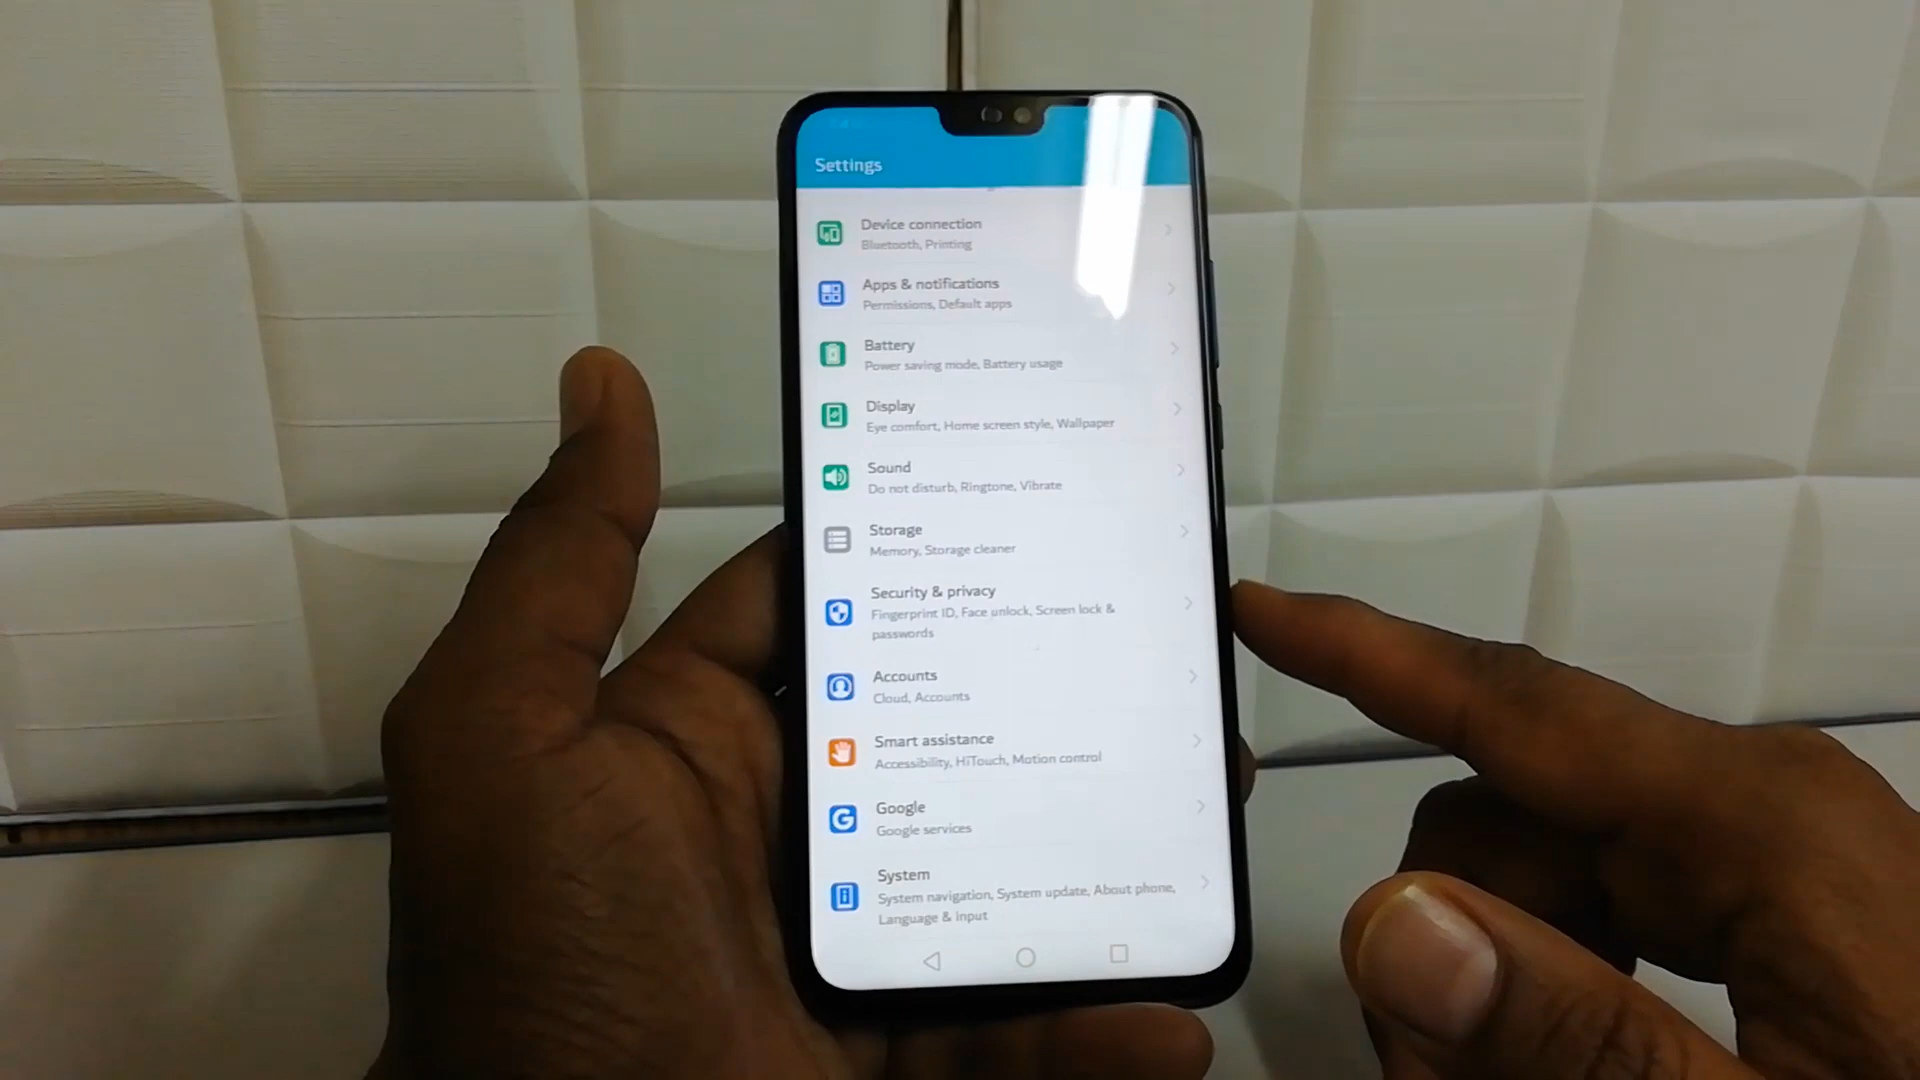 Settings
Device connection
Bluetooth, Printing
Apps & notifications
Permissions, Default apps
Battery
Power saving mode, Battery usage
Display
Eye comfort, Home screen style, Wallpaper
Sound
Do not disturb, Ringtone, Vibrate
Storage
Memory, Storage cleaner
Security & privacy
Fingerprint ID, Face unlock, Screen lock &
passwords
Accounts
Cloud, Accounts
Smart assistance
Accessibility, HiTouch, Motion control
Google
Google services
System
System navigation, System update, About phone,
Language & input